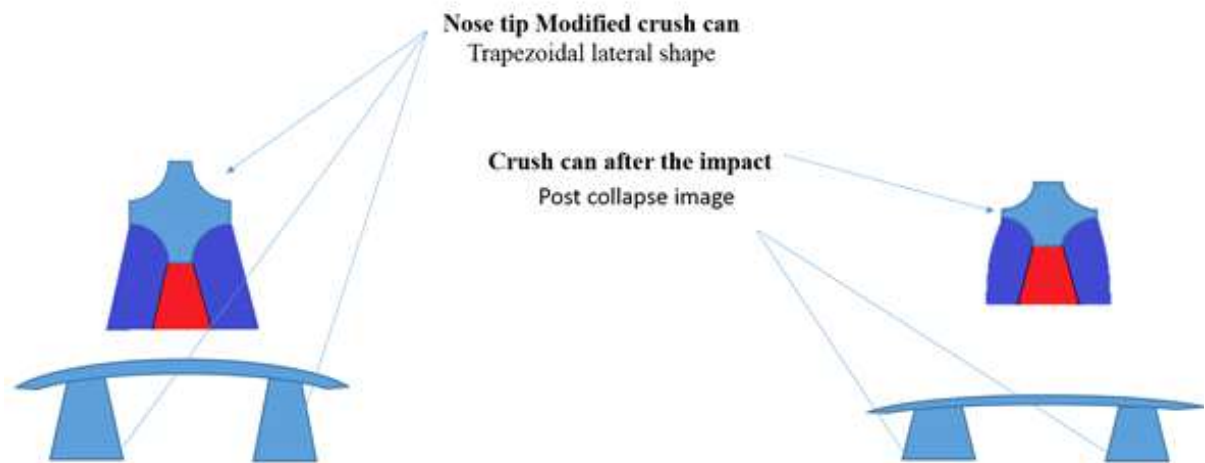 Nose tip Modified crush can
Trapezoidal lateral shape
Crush can after the impact
Post collapse image